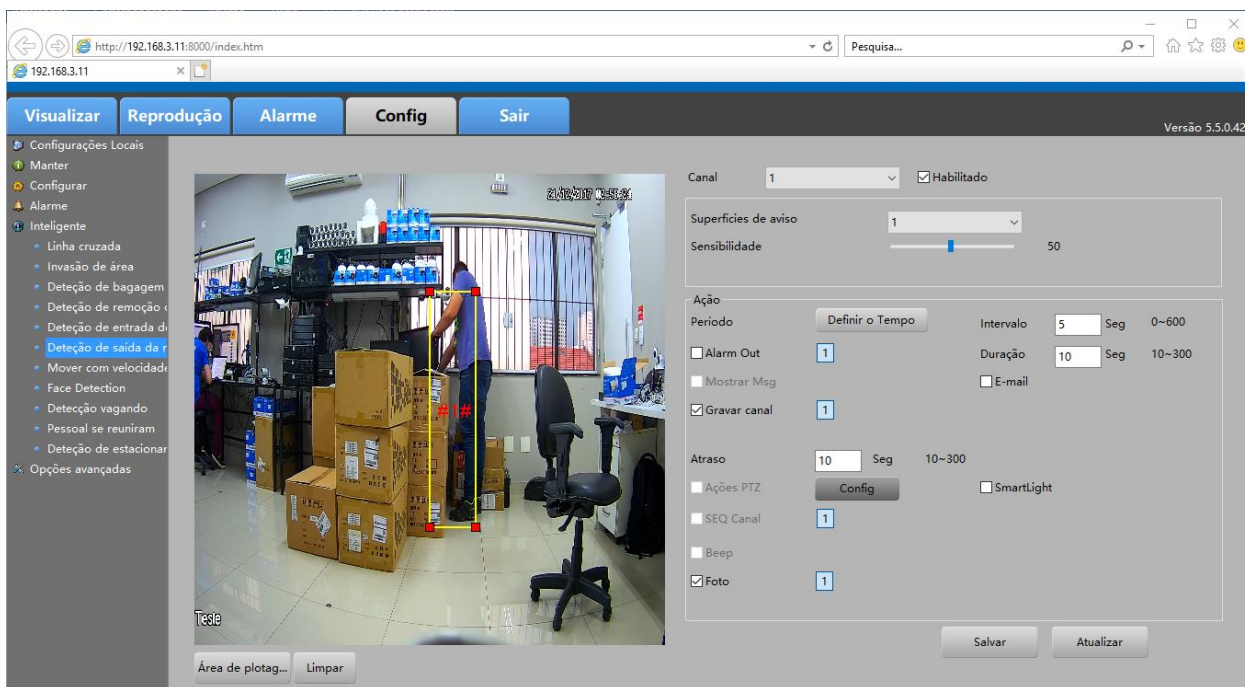 http://192.168.3.11:8000/index.htm
Pesquisa...
192.168.3.11
Visualizar
Reprodução
Alarme
Config
Sair
Versão 5.5.0.42
Configurações Locais
Manter
Configurar
Alarme
Inteligente
Linha cruzada
Invasão de área
Deteção de bagagem
Deteção de remoção
Deteção de entrada d
Deteção de saída da r
Mover com velocidad
Face Detection
Detecção vagando
Pessoal se reuniram
Deteção de estacionar
Opções avançadas
#1#
Teste
Área de plotag...
Limpar
Canal 1 Habilitado
Superfícies de aviso 1
Sensibilidade 50
Ação
Período Definir o Tempo Intervalo 5 Seg 0~600
Alarm Out 1 Duração 10 Seg 10~300
Mostrar Msg E-mail
Gravar canal 1
Atraso 10 Seg 10~300
Ações PTZ Config SmartLight
SEQ Canal 1
Beep
Foto 1
Salvar Atualizar